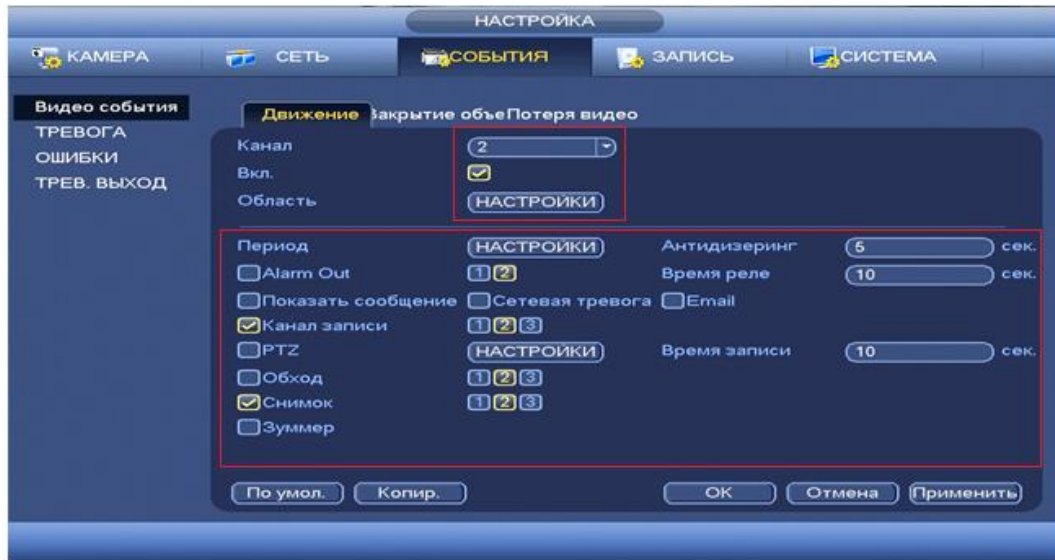 НАСТРОЙКА
КАМЕРА СЕТЬ СОБЫТИЯ ЗАПИСЬ СИСТЕМА
Видео события
ТРЕВОГА
ОШИБКИ
ТРЕВ. ВЫХОД
Движение Закрытие объе Потеря видео
Канал 2
Вкл.
Область НАСТРОЙКИ
Период НАСТРОЙКИ Антидизеринг 5 сек.
Alarm Out 1 2 Время реле 10 сек.
Показать сообщение Сетевая тревога Email
Канал записи 1 2 3
PTZ НАСТРОЙКИ Время записи 10 сек.
Обход 1 2 3
Снимок 1 2 3
Зуммер
По умол. Копир. OK Отмена Применить